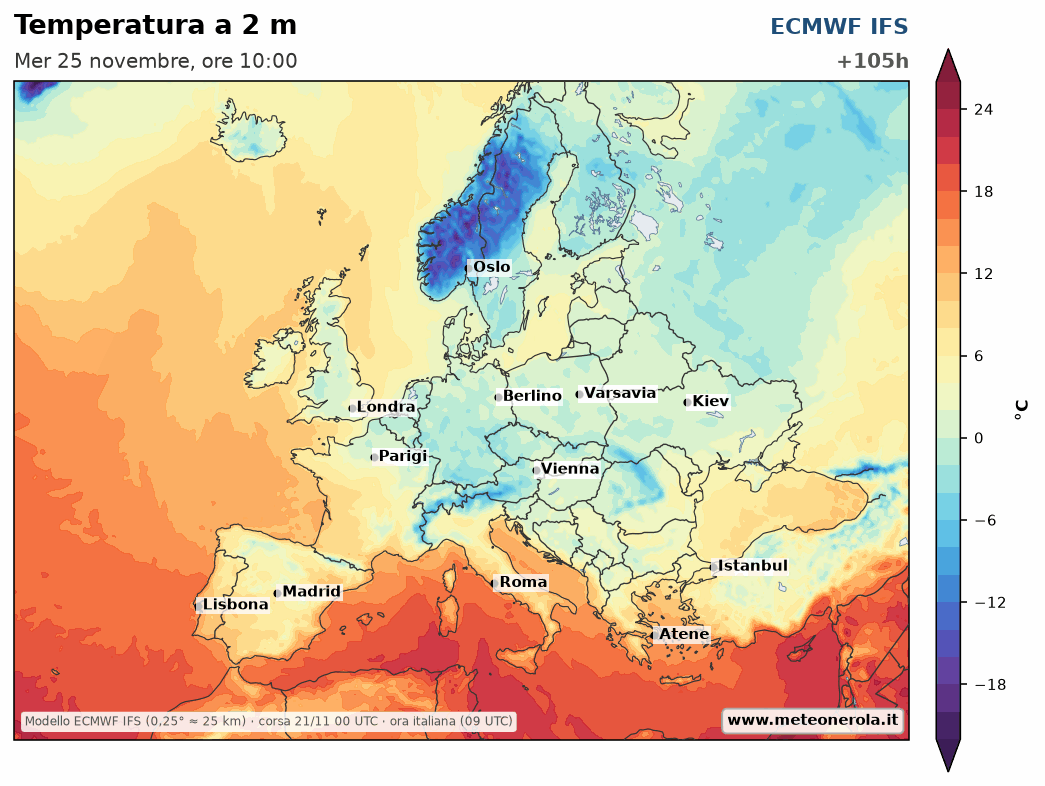 Temperatura a 2 m
ECMWF IFS
Mer 25 novembre, ore 10:00
+105h
24
18
12
6
0
−6
−12
−18
°C
Oslo
Londra
Berlino
Varsavia
Kiev
Parigi
Vienna
Istanbul
Roma
Madrid
Lisbona
Atene
Modello ECMWF IFS (0,25° ≈ 25 km) · corsa 21/11 00 UTC · ora italiana (09 UTC)
www.meteonerola.it